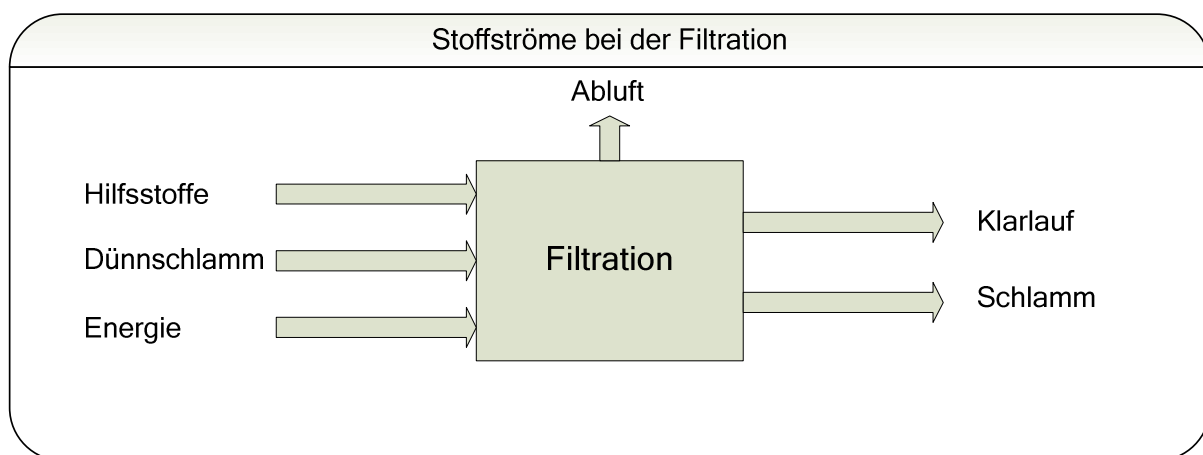 Stoffströme bei der Filtration
Abluft
Hilfsstoffe
Dünnschlamm
Energie
Filtration
Klarlauf
Schlamm